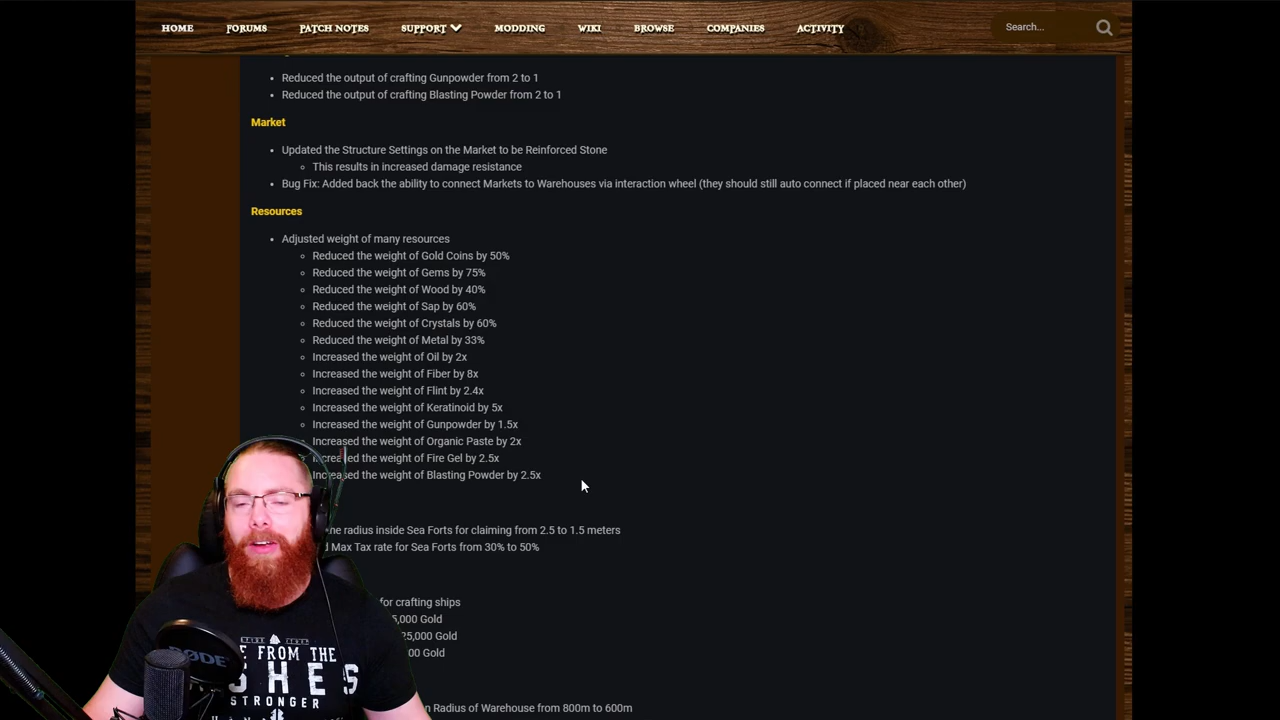 HOME FORUMS PATCH NOTES SUPPORT MODDING WIKI BROWSE COMPANIES ACTIVITY Search...
Reduced the output of crafting Gunpowder from 2 to 1
Reduced the output of crafting Blasting Powder from 2 to 1
Market
Updated the Structure Settings on the Market to be Reinforced Stone
This results in increased damage resistance
Bug Fix: Added back the ability to connect Markets to Warehouses via interaction wheel (they should still auto connect if placed near each other)
Resources
Adjusted weight of many resources
Reduced the weight of Gold Coins by 50%
Reduced the weight of Gems by 75%
Reduced the weight of Wood by 40%
Reduced the weight of Sap by 60%
Reduced the weight of Crystals by 60%
Reduced the weight of Metal by 33%
Increased the weight of Oil by 2x
Increased the weight of Fiber by 8x
Increased the weight of Flint by 2.4x
Increased the weight of Keratinoid by 5x
Increased the weight of Gunpowder by 1.5x
Increased the weight of Organic Paste by 2x
Increased the weight of Fire Gel by 2.5x
Increased the weight of Blasting Powder by 2.5x
radius inside Sea Forts for claiming from 2.5 to 1.5 meters
Max Tax rate for Sea Forts from 30% to 50%
for crafting ships
5,000 Gold
25,000 Gold
00 Gold
Radius of Warehouse from 800m to 600m
FROM THE
STRONGER
RØDE